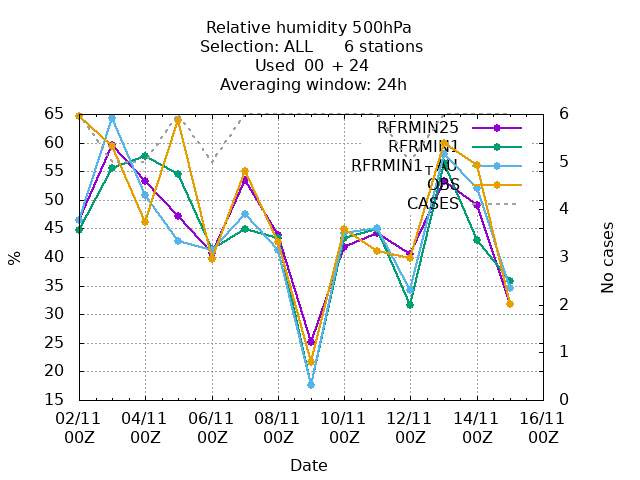 Relative humidity 500hPa
Selection: ALL 6 stations
Used 00 + 24
Averaging window: 24h
65 6
RFRMIN25
60
RFRMIN
55 5
RFRMIN1T
OBS
50
CASES
4
45
40 3
35
30 2
25
20 1
15 0
%
No cases
02/11 04/11 06/11 08/11 10/11 12/11 14/11 16/11
00Z 00Z 00Z 00Z 00Z 00Z 00Z 00Z
Date